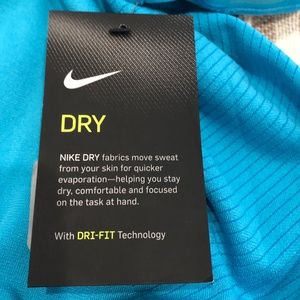 DRY
NIKE DRY fabrics move sweat
from your skin for quicker
evaporation—helping you stay
dry, comfortable and focused
on the task at hand.
With DRI-FIT Technology